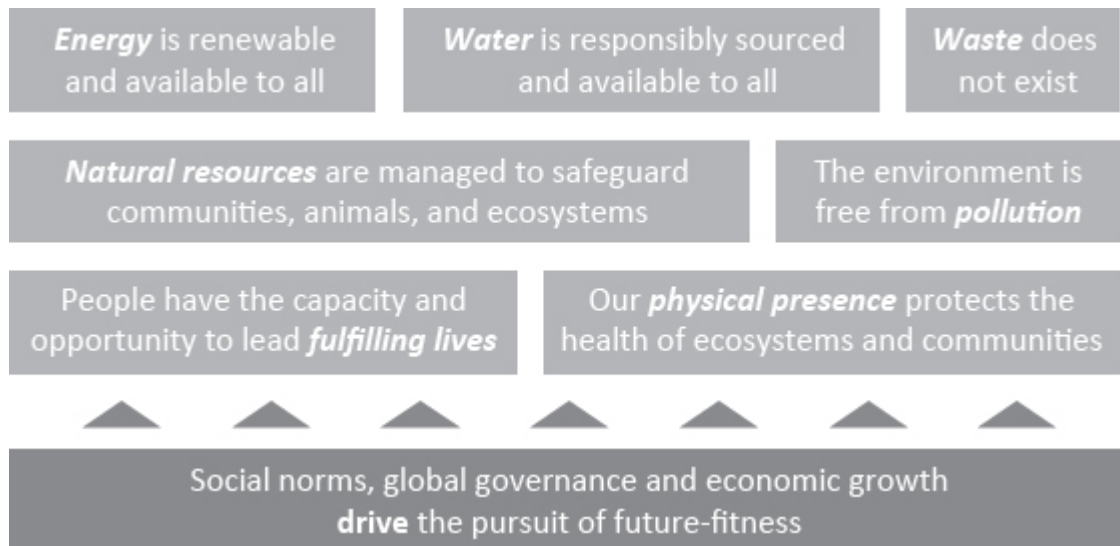 Energy is renewable
and available to all
Water is responsibly sourced
and available to all
Waste does
not exist
Natural resources are managed to safeguard
communities, animals, and ecosystems
The environment is
free from pollution
People have the capacity and
opportunity to lead fulfilling lives
Our physical presence protects the
health of ecosystems and communities
Social norms, global governance and economic growth
drive the pursuit of future-fitness